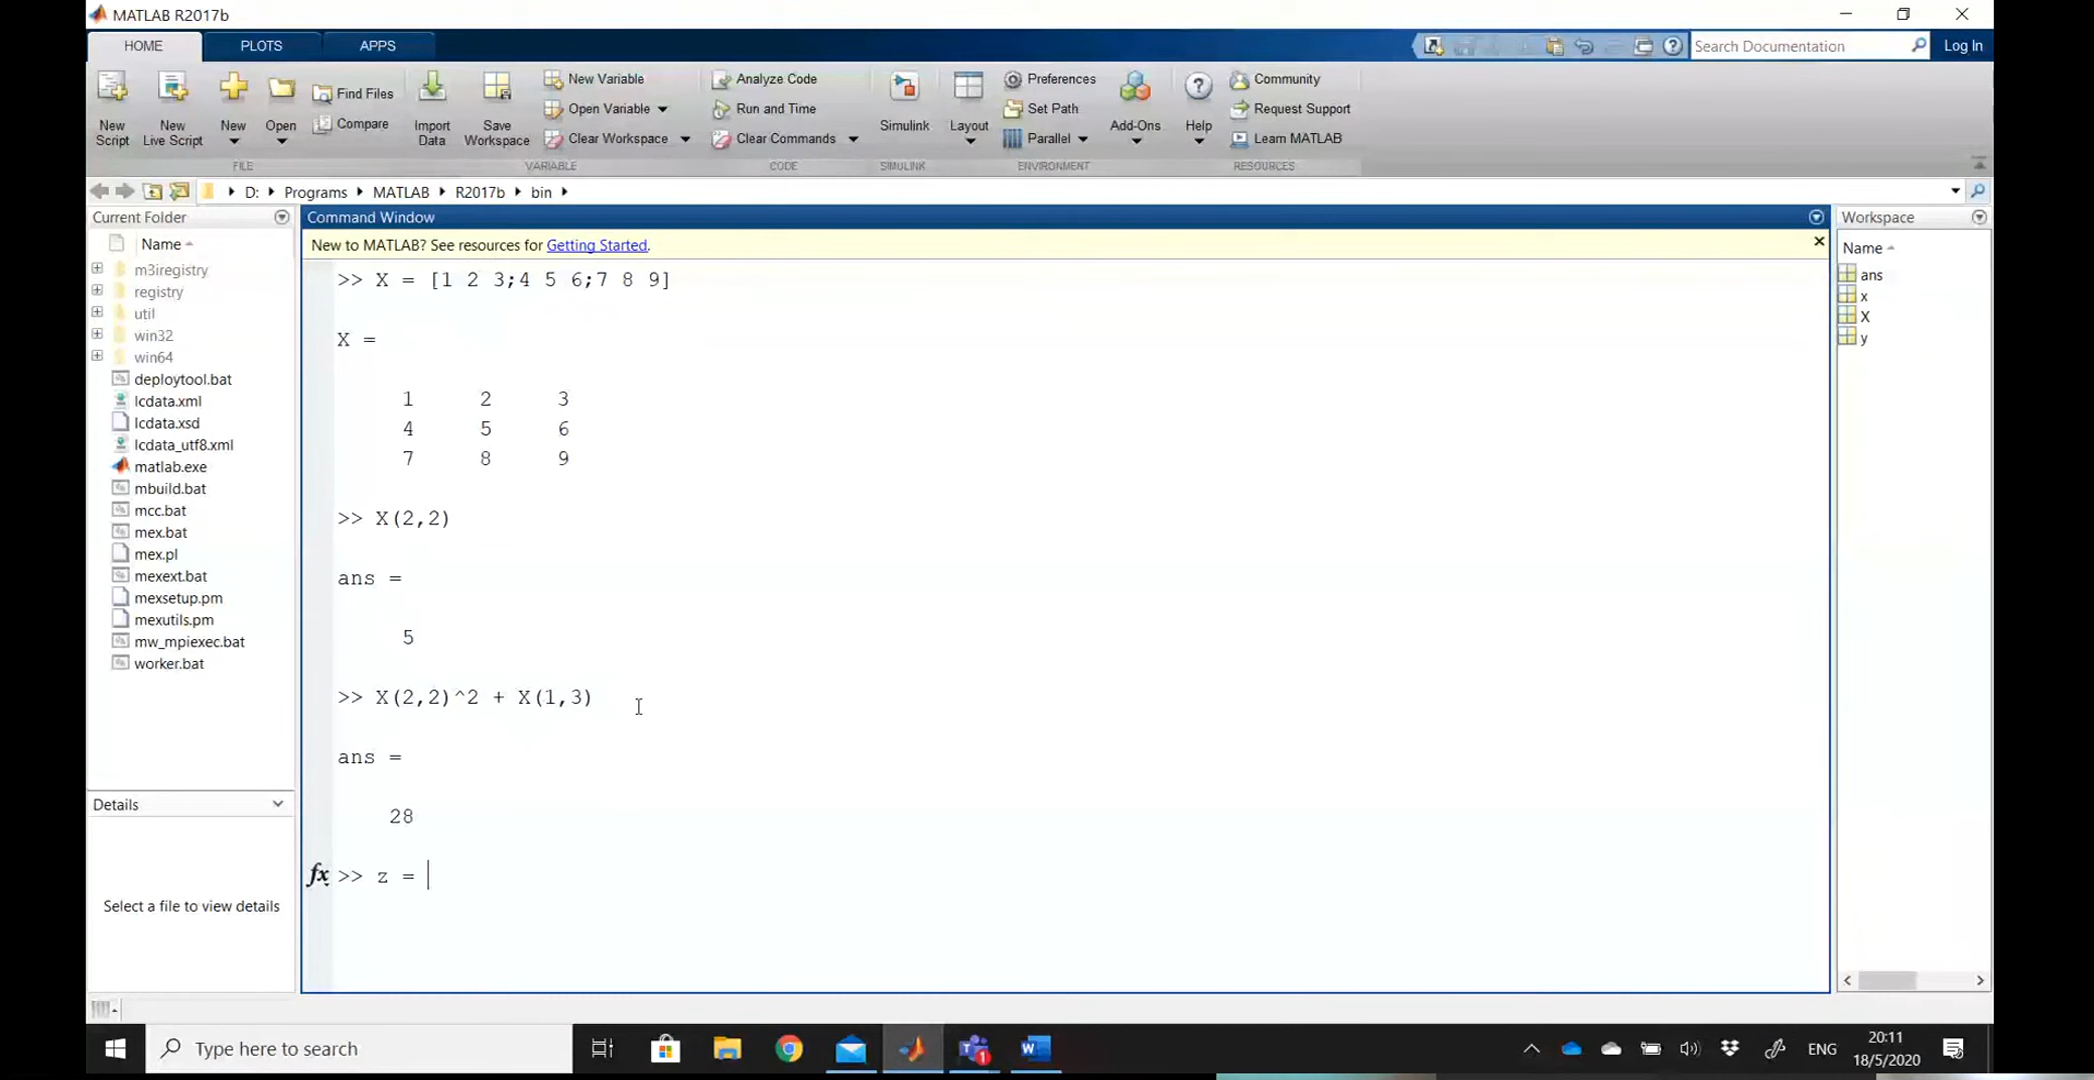 MATLAB R2017b
HOME PLOTS APPS
Search Documentation Log In
New Script
New Live Script
New
Open
Find Files
Compare
FILE
Import Data
Save Workspace
New Variable
Open Variable
Clear Workspace
VARIABLE
Analyze Code
Run and Time
Clear Commands
CODE
Simulink
SIMULINK
Layout
Preferences
Set Path
Parallel
ENVIRONMENT
Add-Ons
Help
Community
Request Support
Learn MATLAB
RESOURCES
D: Programs MATLAB R2017b bin
Current Folder
Name
m3iregistry
registry
util
win32
win64
deploytool.bat
lcdata.xml
lcdata.xsd
lcdata_utf8.xml
matlab.exe
mbuild.bat
mcc.bat
mex.bat
mex.pl
mexext.bat
mexsetup.pm
mexutils.pm
mw_mpiexec.bat
worker.bat
Details
Select a file to view details
Command Window
New to MATLAB? See resources for Getting Started.
>> X = [1 2 3;4 5 6;7 8 9]
X =
1 2 3
4 5 6
7 8 9
>> X(2,2)
ans =
5
>> X(2,2)^2 + X(1,3)
ans =
28
fx >> z =
Workspace
Name
ans
x
X
y
Type here to search
1
ENG
20:11
18/5/2020